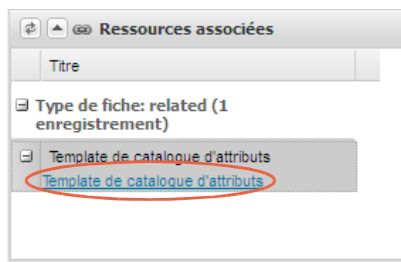 Ressources associées
Titre
Type de fiche: related (1
enregistrement)
Template de catalogue d'attributs
Template de catalogue d'attributs